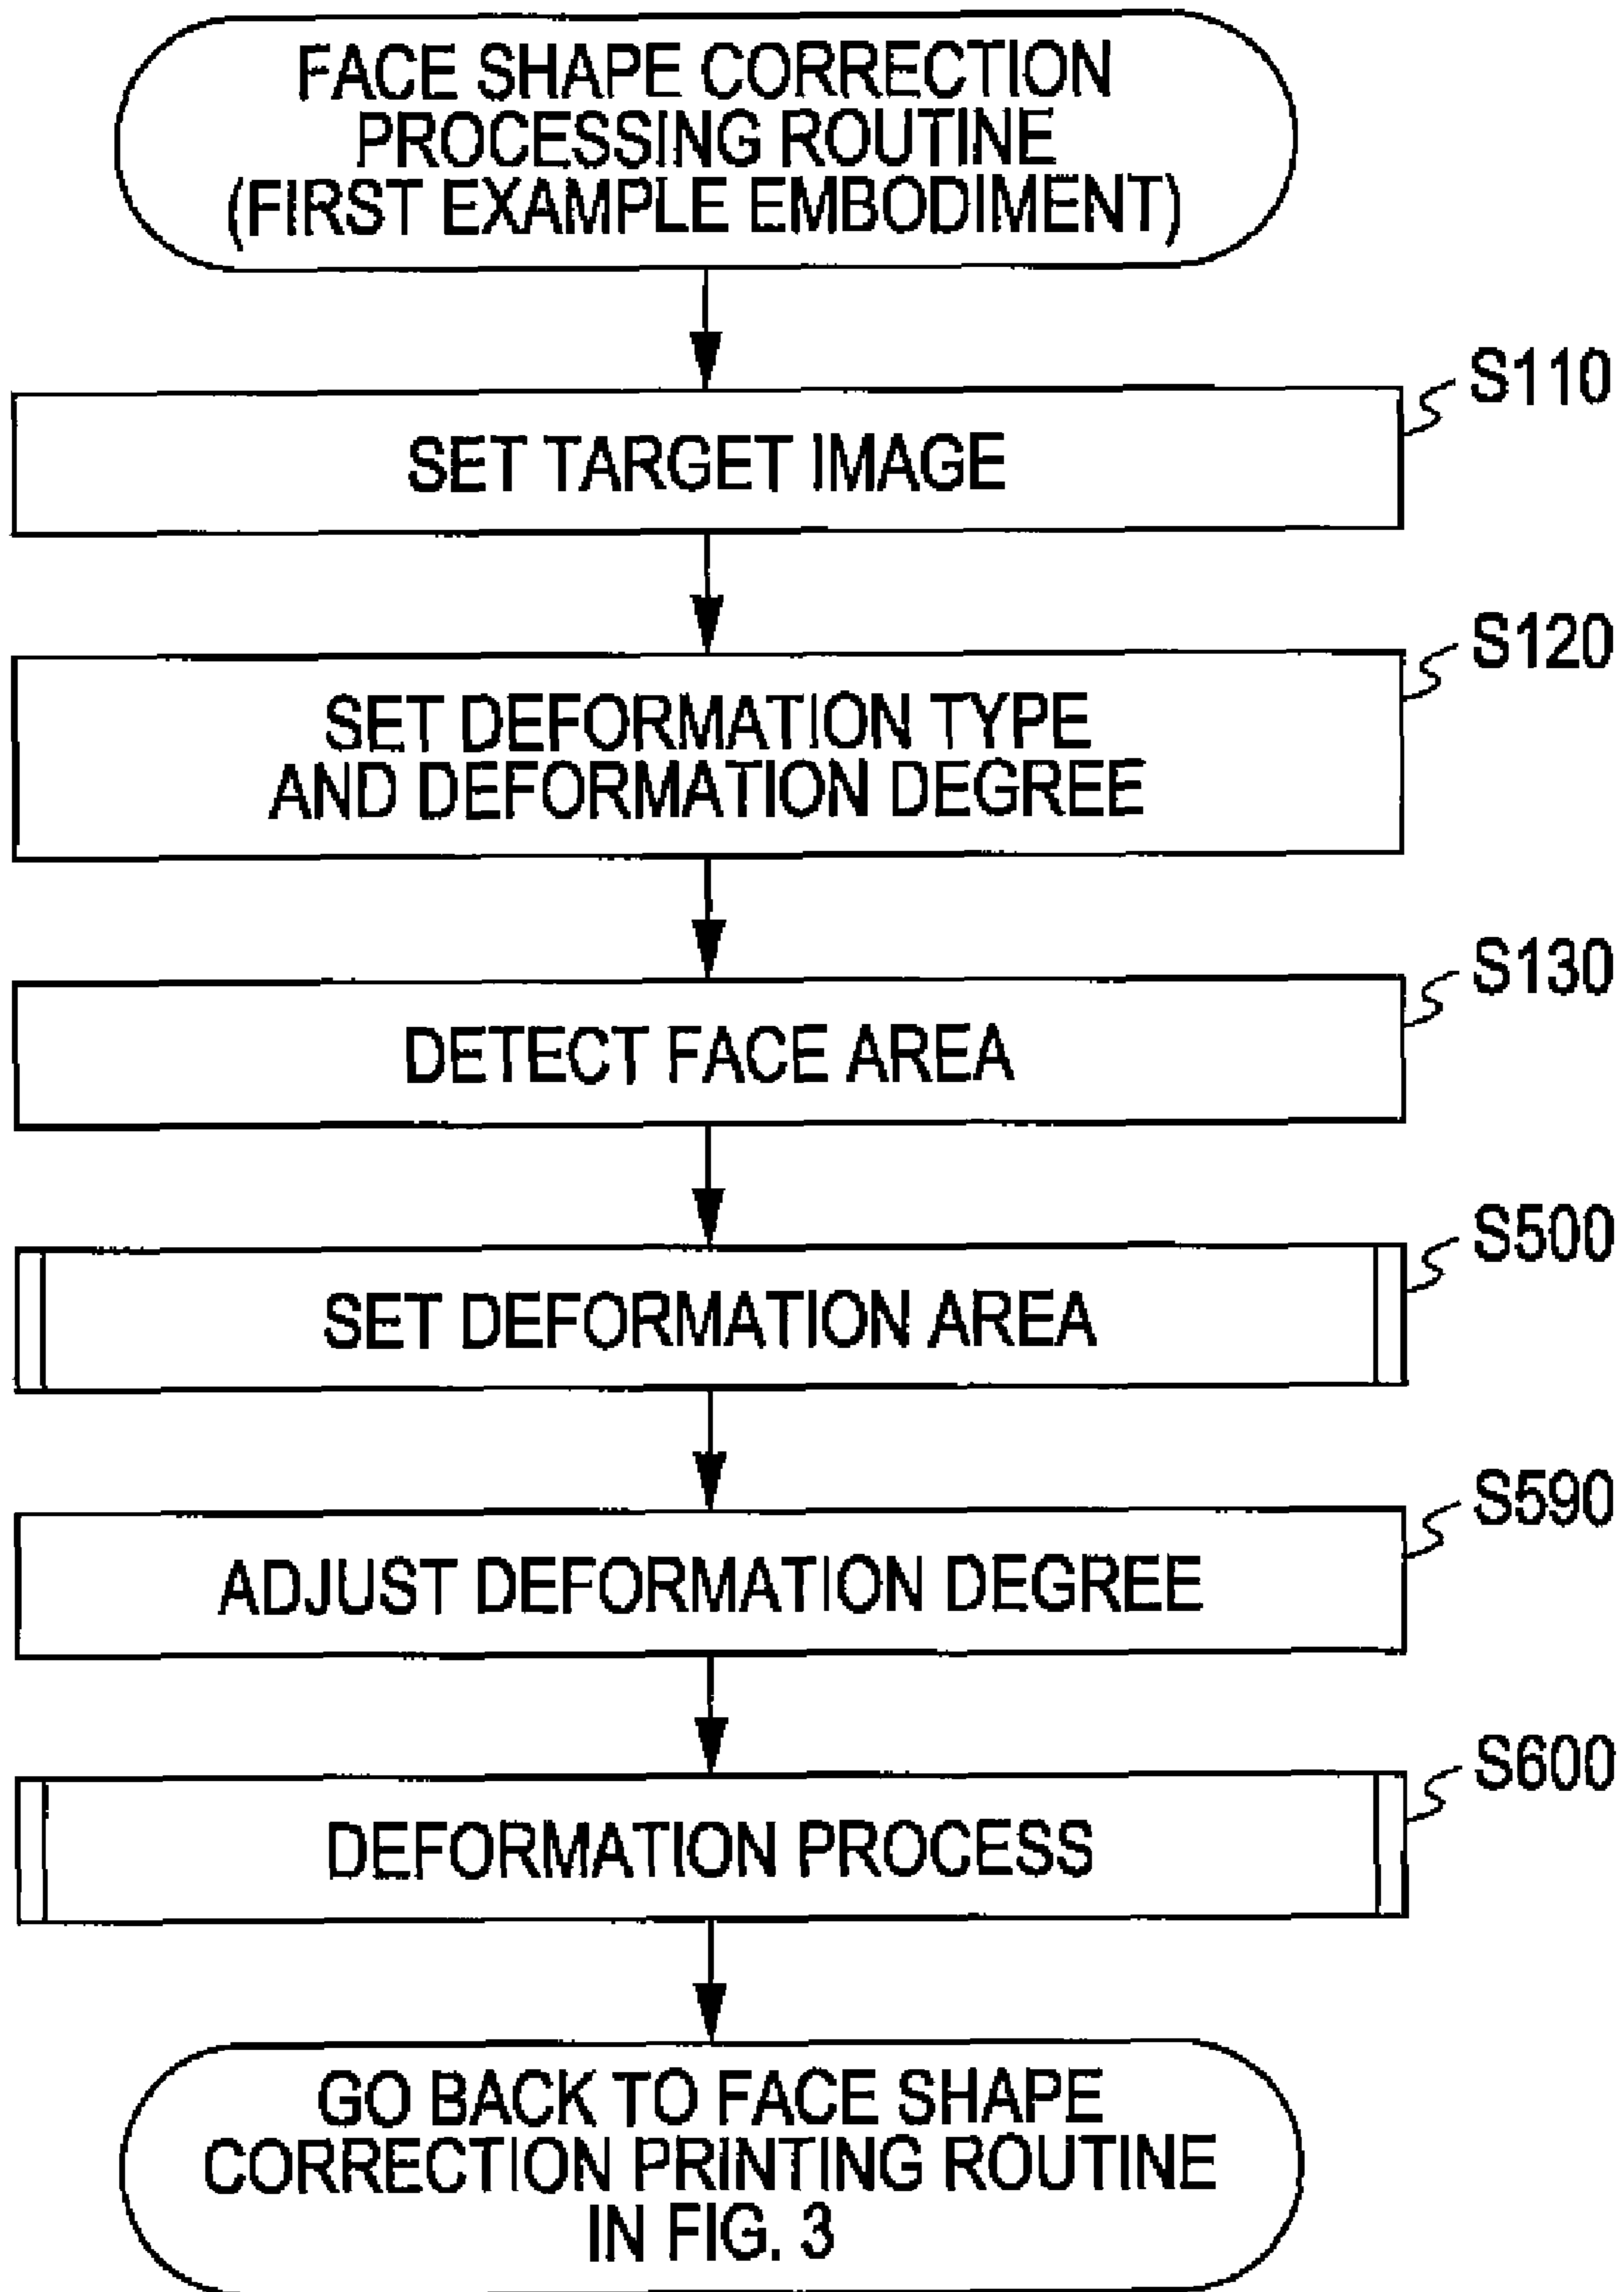 FACE SHAPE CORRECTION
PROCESSING ROUTINE
(FIRST EXAMPLE EMBODIMENT)
S110
SET TARGET IMAGE
S120
SET DEFORMATION TYPE
AND DEFORMATION DEGREE
S130
DETECT FACE AREA
S500
SET DEFORMATION AREA
S590
ADJUST DEFORMATION DEGREE
S600
DEFORMATION PROCESS
GO BACK TO FACE SHAPE
CORRECTION PRINTING ROUTINE
IN FIG. 3